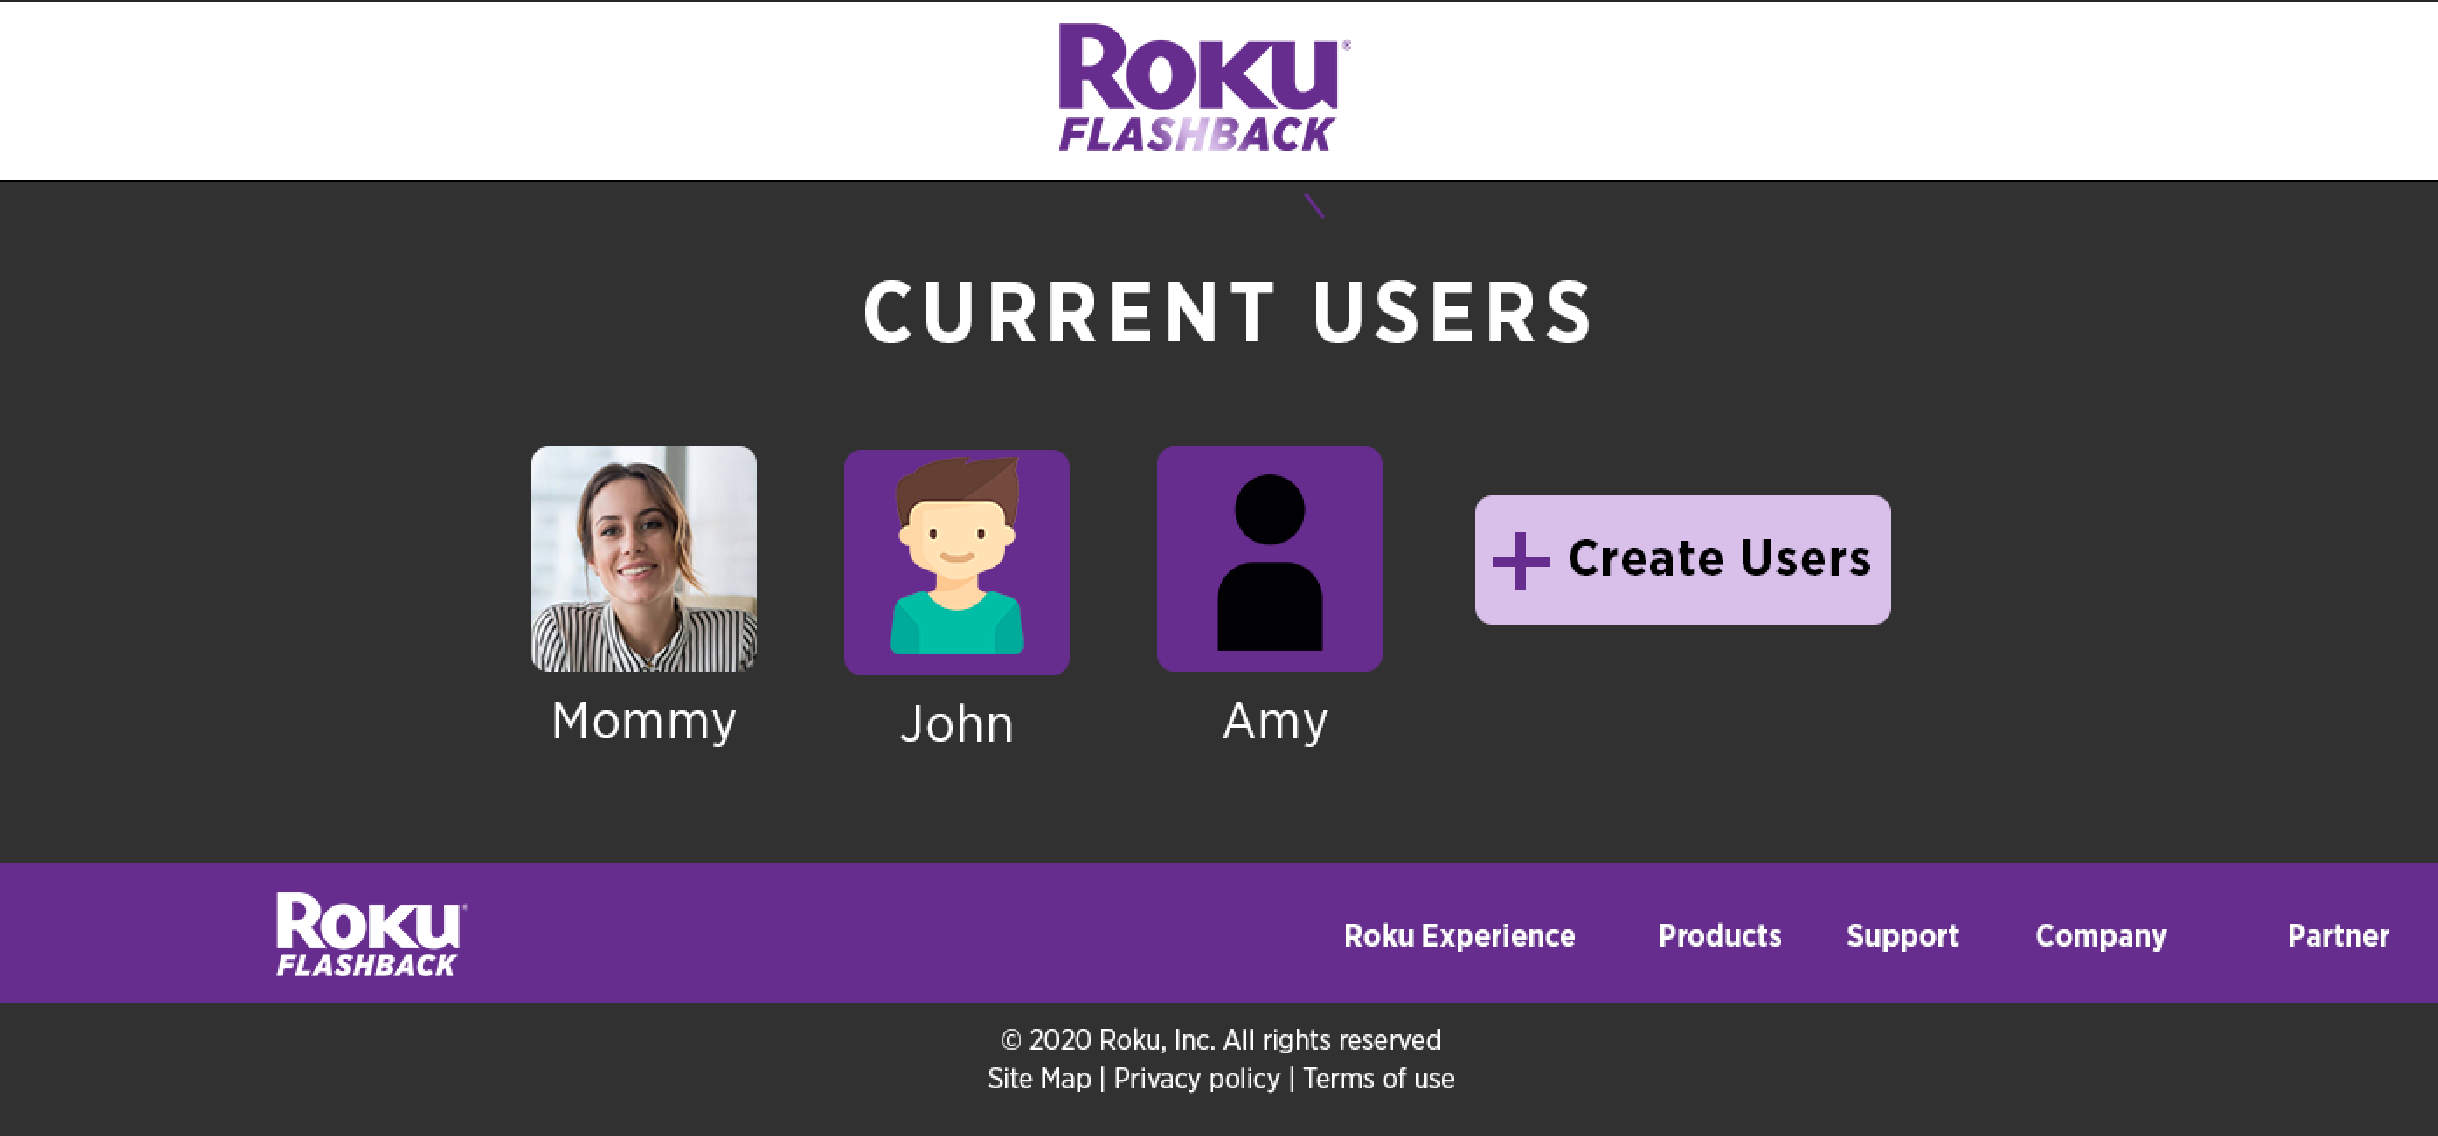 ROKU
FLASHBACK
CURRENT USERS
Mommy
John
Amy
+ Create Users
ROKU
FLASHBACK
Roku Experience
Products
Support
Company
Partner
© 2020 Roku, Inc. All rights reserved
Site Map | Privacy policy | Terms of use